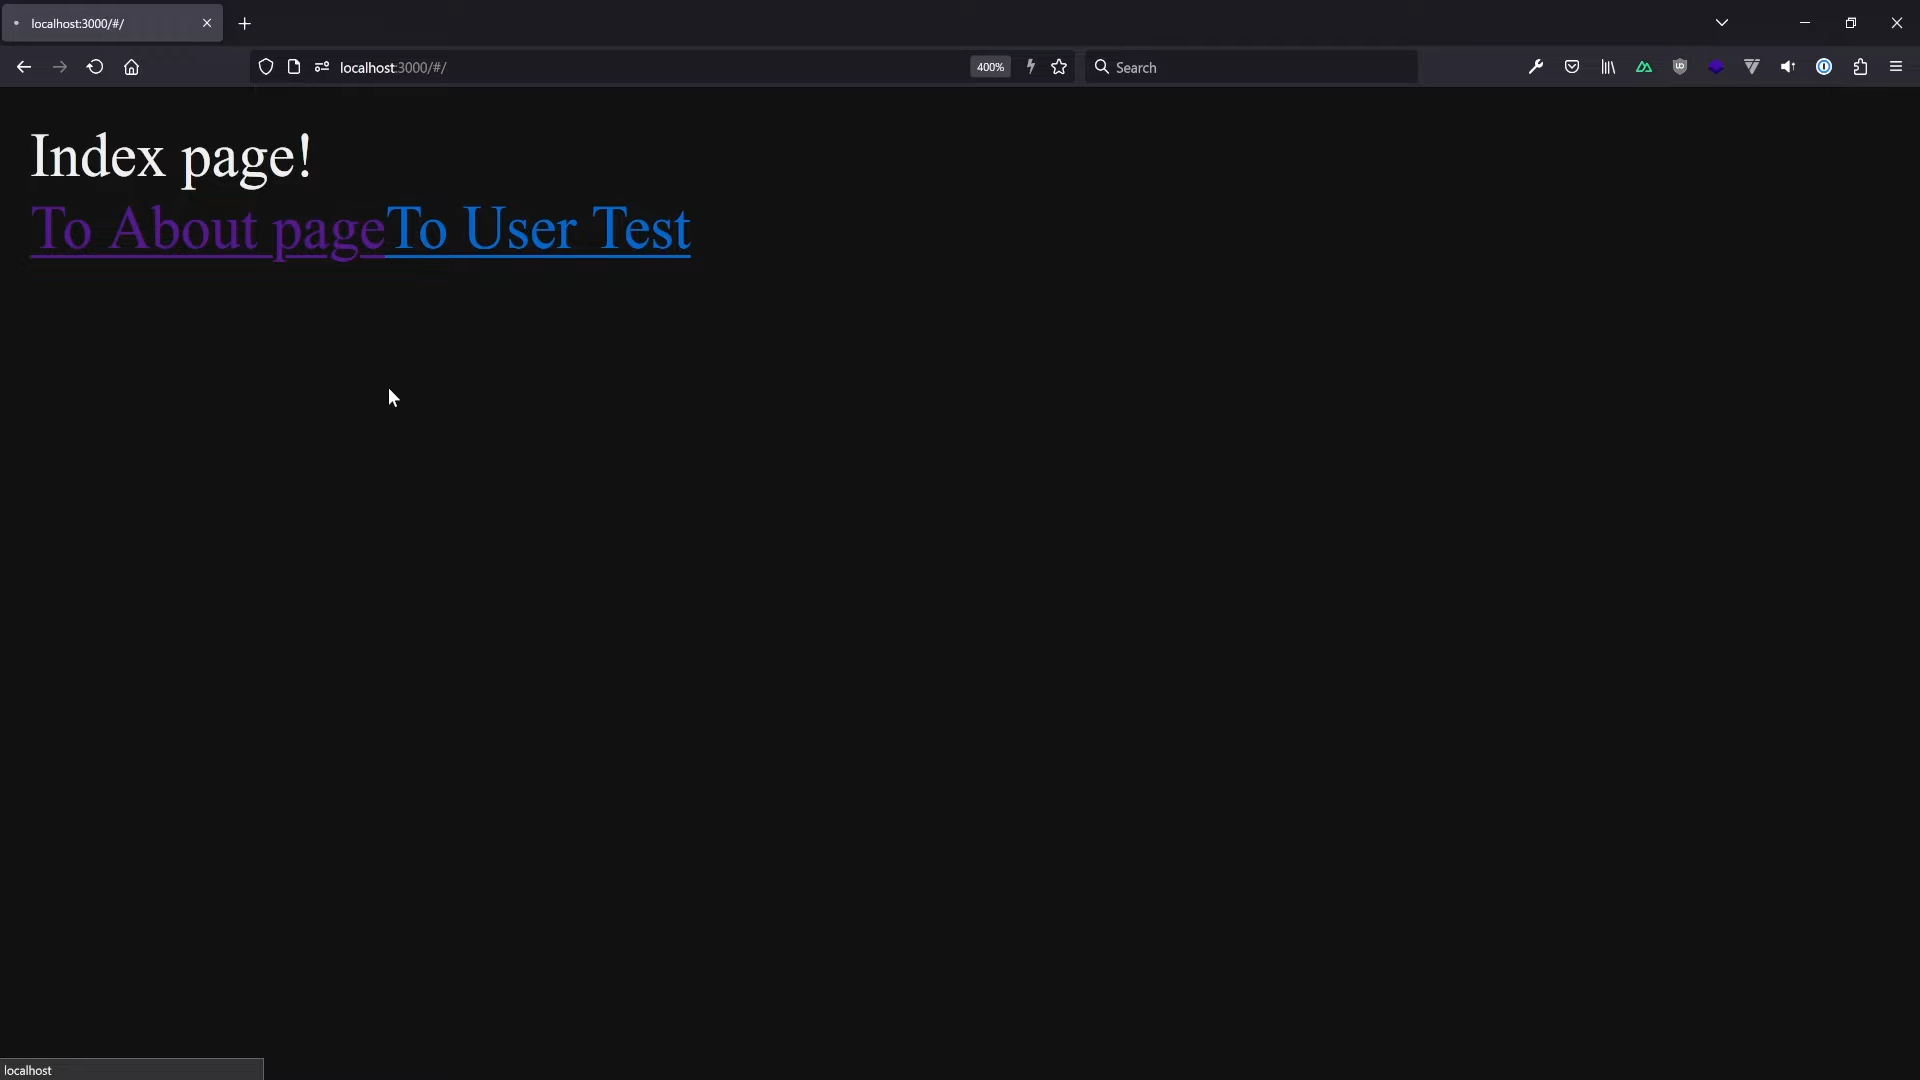 localhost:3000/#/
localhost:3000/#/
400%
Search
Index page!
To About pageTo User Test
localhost